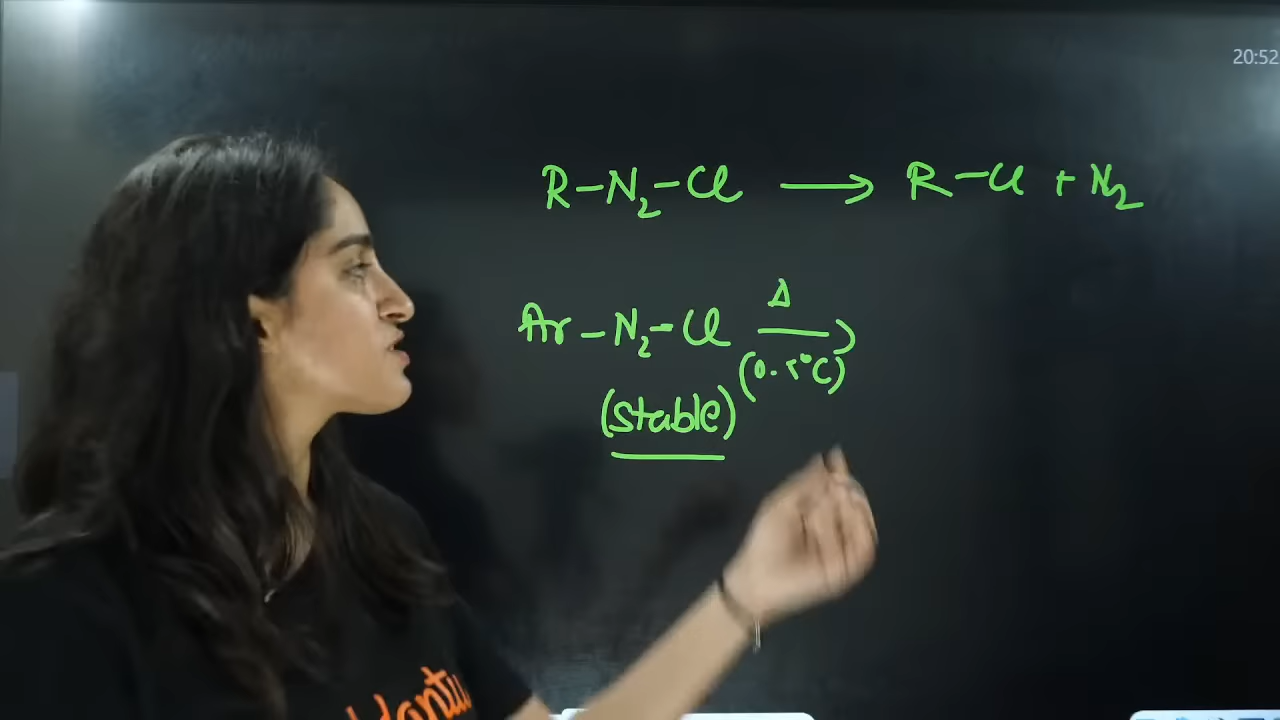 20:52
R-N₂-Cl ⟶ R-Cl + N₂
Ar-N₂-Cl Δ ⟶
(0-5°C)
(stable)